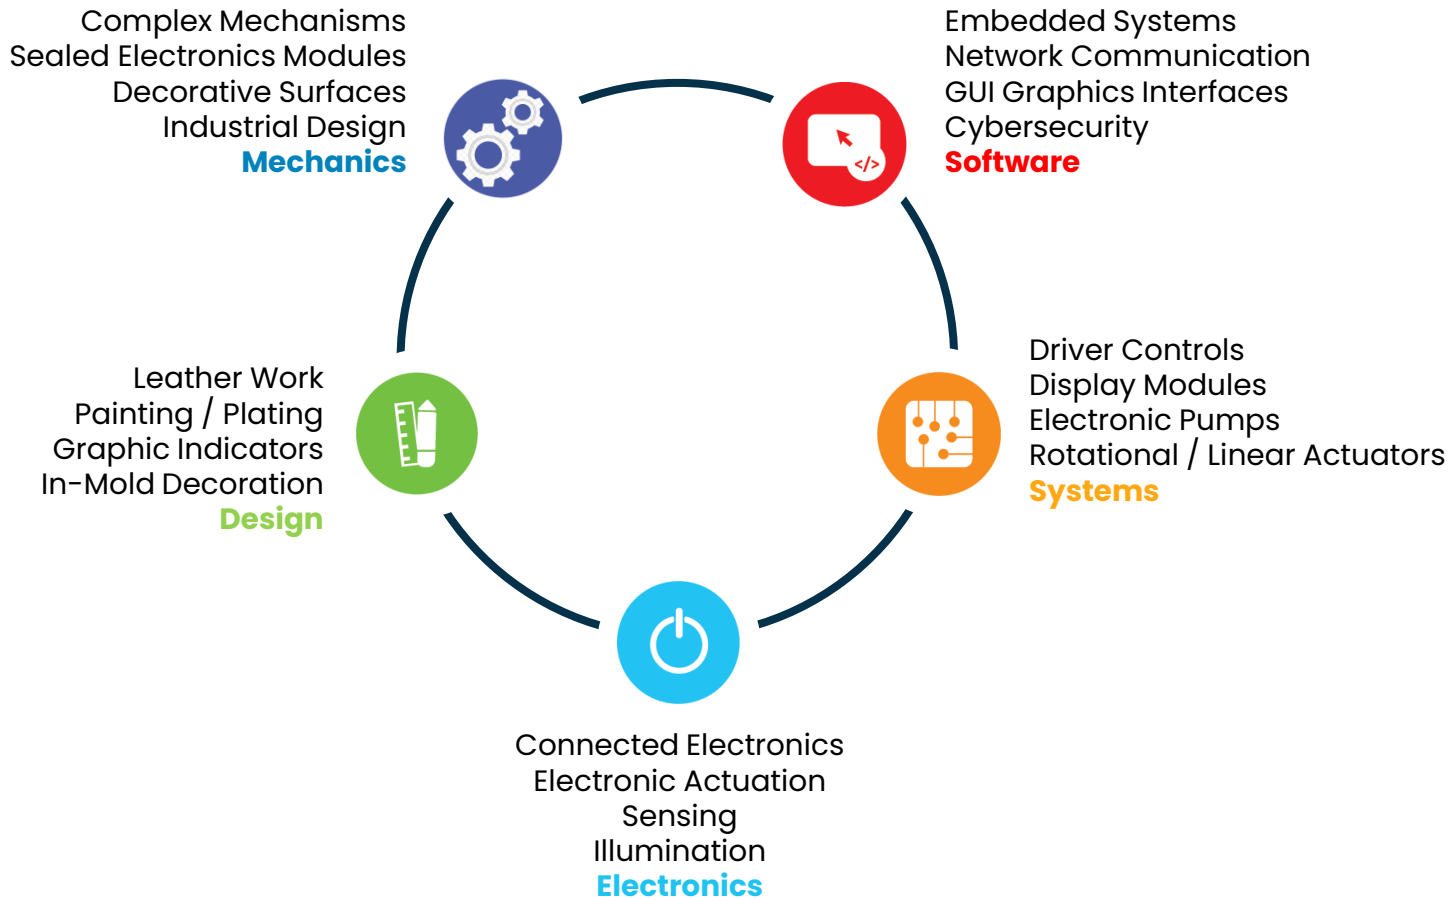 Complex Mechanisms
Sealed Electronics Modules
Decorative Surfaces
Industrial Design
Mechanics
Embedded Systems
Network Communication
GUI Graphics Interfaces
Cybersecurity
Software
</>
Leather Work
Painting / Plating
Graphic Indicators
In-Mold Decoration
Design
Driver Controls
Display Modules
Electronic Pumps
Rotational / Linear Actuators
Systems
Connected Electronics
Electronic Actuation
Sensing
Illumination
Electronics